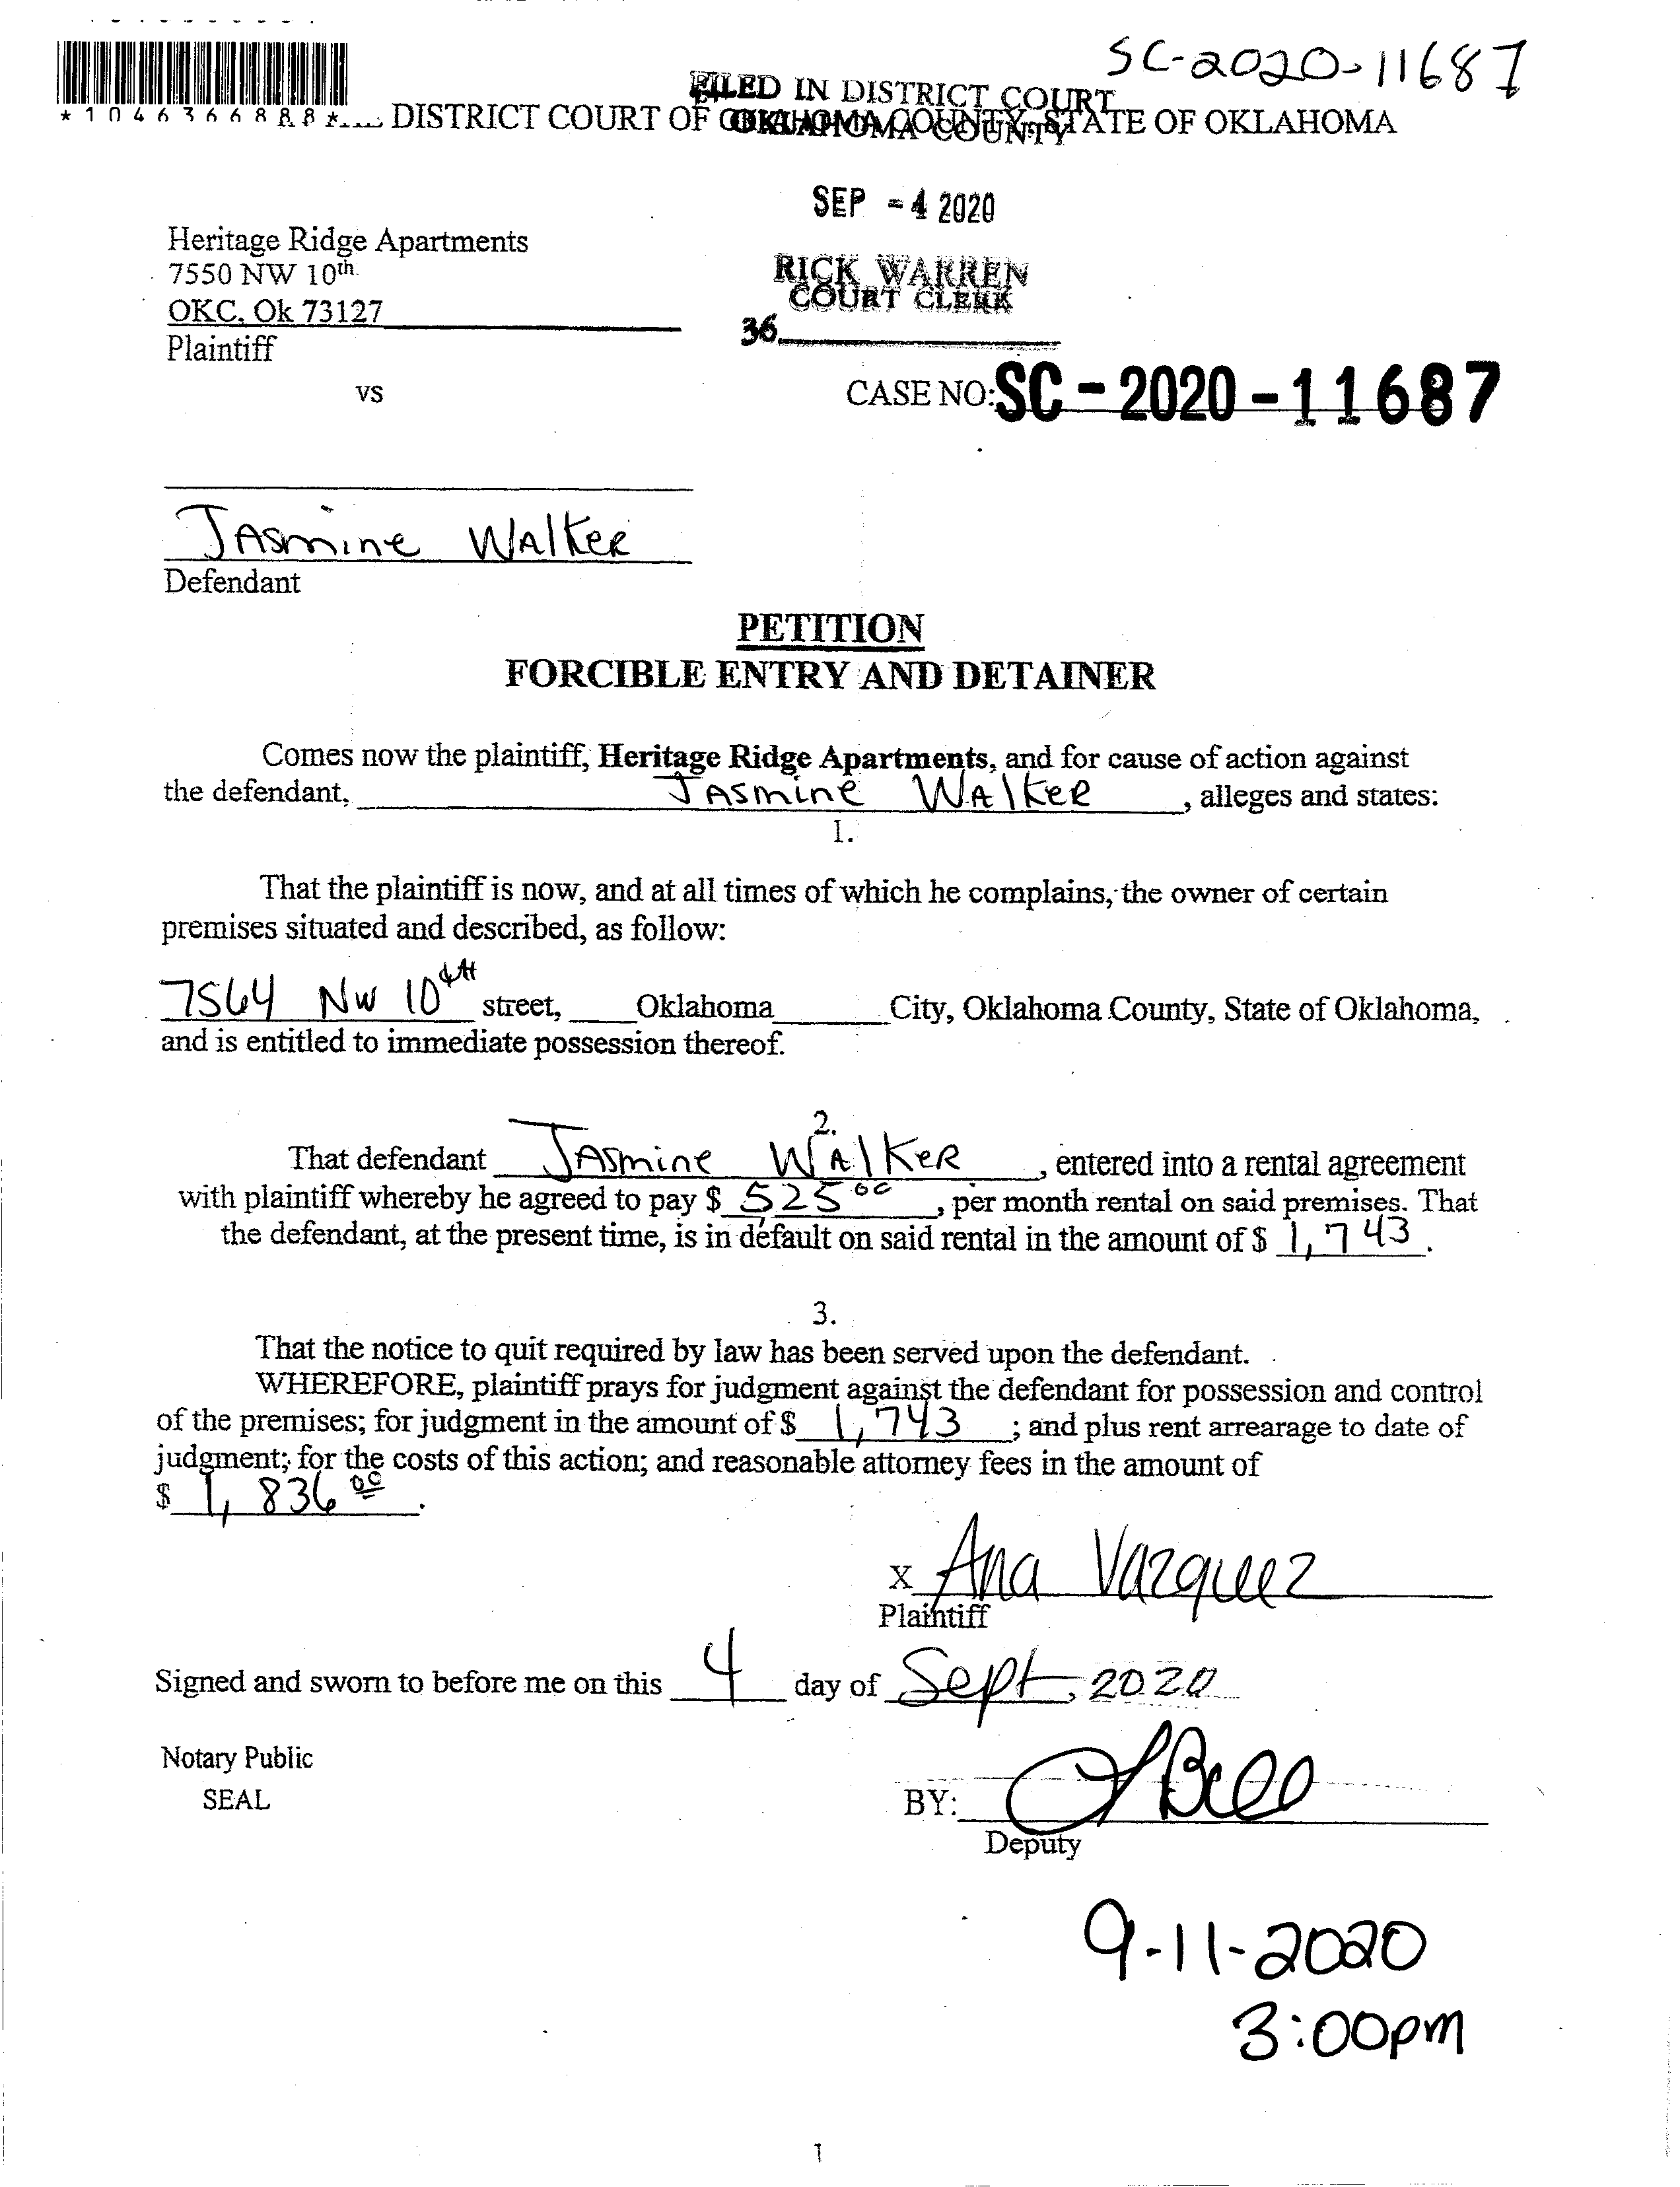 SC-2020-11687
FILED IN DISTRICT COURT
OKLAHOMA COUNTY
*1046366888*
DISTRICT COURT OF OKLAHOMA COUNTY, STATE OF OKLAHOMA
SEP -4 2020
Heritage Ridge Apartments
7550 NW 10th
OKC, Ok 73127
Plaintiff
RICK WARREN
COURT CLERK
36
vs
CASE NO: SC-2020-11687
JAsmine WAlkeR
Defendant
PETITION
FORCIBLE ENTRY AND DETAINER
Comes now the plaintiff, Heritage Ridge Apartments, and for cause of action against
the defendant, JAsmine WAlkeR, alleges and states:
1.
That the plaintiff is now, and at all times of which he complains, the owner of certain
premises situated and described, as follow:
7564 NW 10th street, Oklahoma City, Oklahoma County, State of Oklahoma,
and is entitled to immediate possession thereof.
2.
That defendant JAsmine WAlKeR, entered into a rental agreement
with plaintiff whereby he agreed to pay $ 525 00, per month rental on said premises. That
the defendant, at the present time, is in default on said rental in the amount of $ 1,743.
3.
That the notice to quit required by law has been served upon the defendant.
WHEREFORE, plaintiff prays for judgment against the defendant for possession and control
of the premises; for judgment in the amount of $ 1,743; and plus rent arrearage to date of
judgment; for the costs of this action; and reasonable attorney fees in the amount of
$ 1,836 00.
X Ana Vazquez
Plaintiff
Signed and sworn to before me on this 4 day of Sept, 2020
Notary Public
SEAL
BY: Bell
Deputy
9-11-2020
3:00pm
1